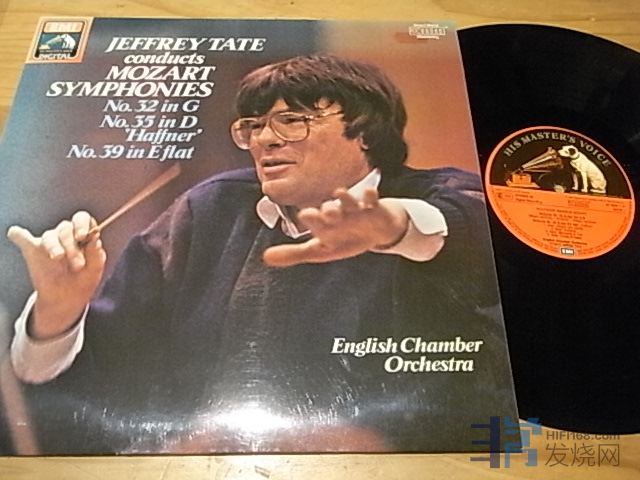 EMI
DIGITAL
JEFFREY TATE
conducts
MOZART
SYMPHONIES
No. 32 in G
No. 35 in D
'Haffner'
No. 39 in E flat
English Chamber
Orchestra
HIS MASTER'S VOICE
EMI
HIFI168.com
发烧网